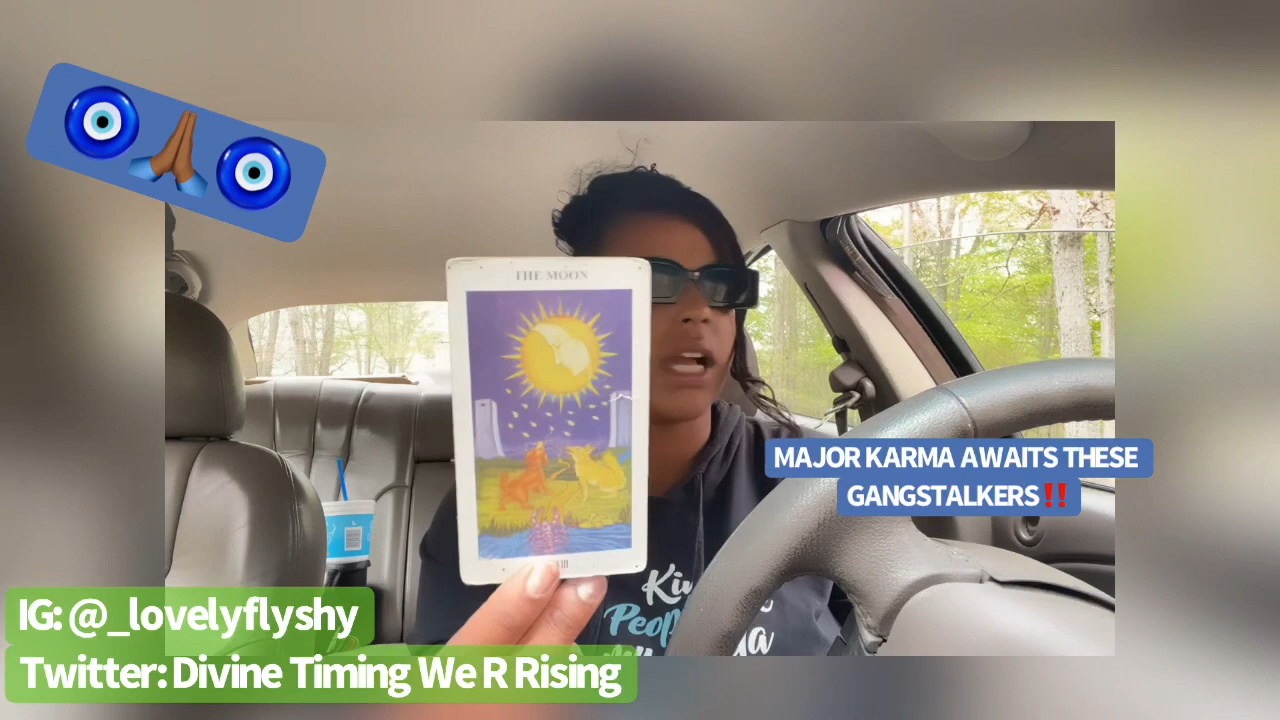 THE MOON
MAJOR KARMA AWAITS THESE
GANGSTALKERS‼️
IG: @_lovelyflyshy
Twitter: Divine Timing We R Rising